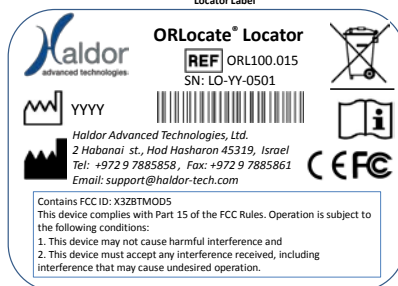 Locator Label
Haldor
advanced technologies
ORLocate® Locator
REF ORL100.015
SN: LO-YY-0501
YYYY
Haldor Advanced Technologies, Ltd.
2 Habanai st., Hod Hasharon 45319, Israel
Tel: +972 9 7885858 , Fax: +972 9 7885861
Email: support@haldor-tech.com
CE FC
Contains FCC ID: X3ZBTMOD5
This device complies with Part 15 of the FCC Rules. Operation is subject to
the following conditions:
1. This device may not cause harmful interference and
2. This device must accept any interference received, including
interference that may cause undesired operation.